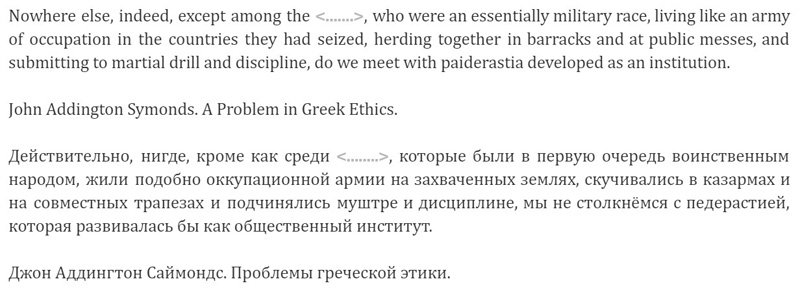 Nowhere else, indeed, except among the <.......>, who were an essentially military race, living like an army
of occupation in the countries they had seized, herding together in barracks and at public messes, and
submitting to martial drill and discipline, do we meet with paiderastia developed as an institution.
John Addington Symonds. A Problem in Greek Ethics.
Действительно, нигде, кроме как среди <........>, которые были в первую очередь воинственным
народом, жили подобно оккупационной армии на захваченных землях, скучивались в казармах и
на совместных трапезах и подчинялись муштре и дисциплине, мы не столкнёмся с педерастией,
которая развивалась бы как общественный институт.
Джон Аддингтон Саймондс. Проблемы греческой этики.